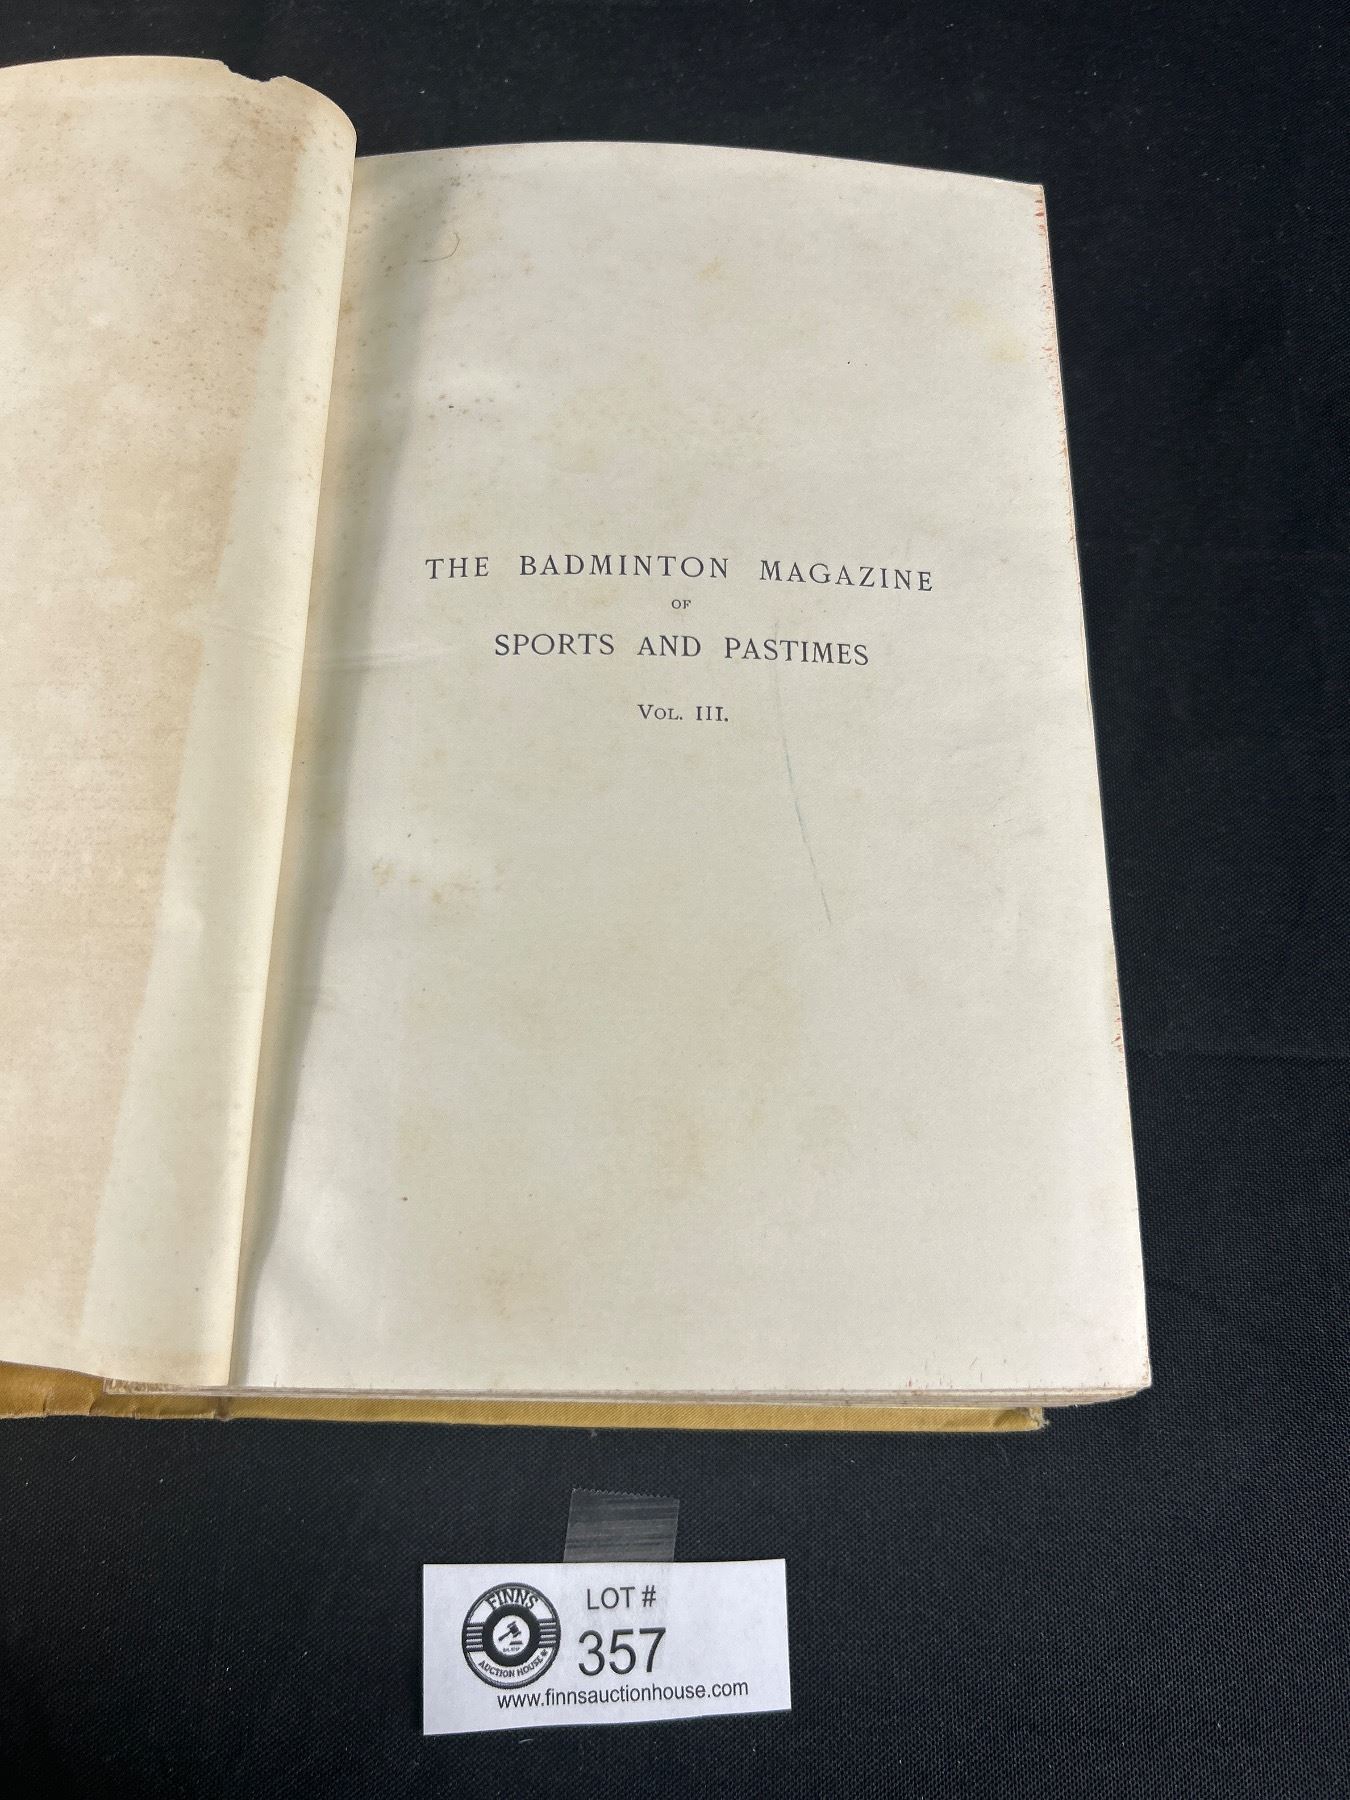 THE BADMINTON MAGAZINE
OF
SPORTS AND PASTIMES
VOL. III.
FINNS
AUCTION HOUSE
LOT #
357
www.finnsauctionhouse.com